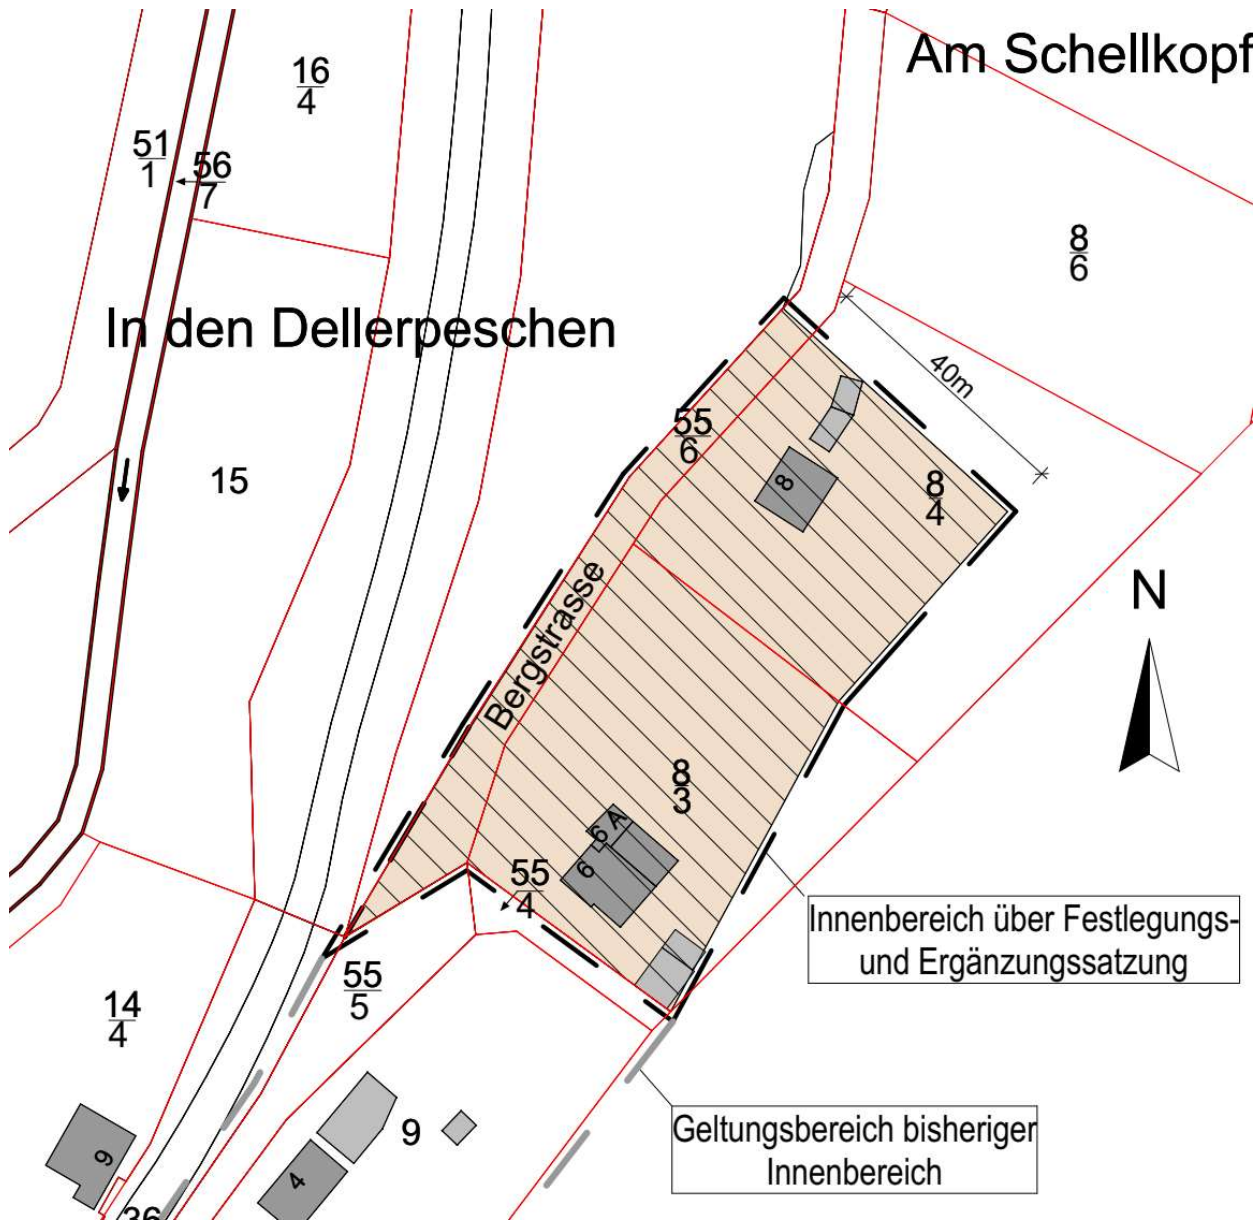 Am Schellkopf
16
4
51
1
56
7
8
6
In den Dellerpeschen
40m
55
6
15
8
8
4
Bergstrasse
N
8
3
6 A
6
55
4
Innenbereich über Festlegungs-
und Ergänzungssatzung
55
5
14
4
9
4
9
Geltungsbereich bisheriger
Innenbereich
36